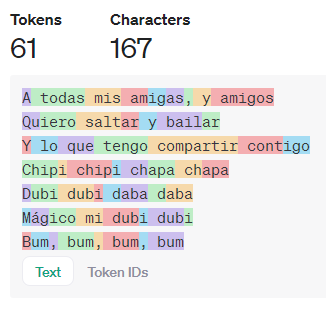 Tokens Characters
61 167
A todas mis amigas, y amigos
Quiero saltar y bailar
Y lo que tengo compartir contigo
Chipi chipi chapa chapa
Dubi dubi daba daba
Mágico mi dubi dubi
Bum, bum, bum, bum
Text Token IDs